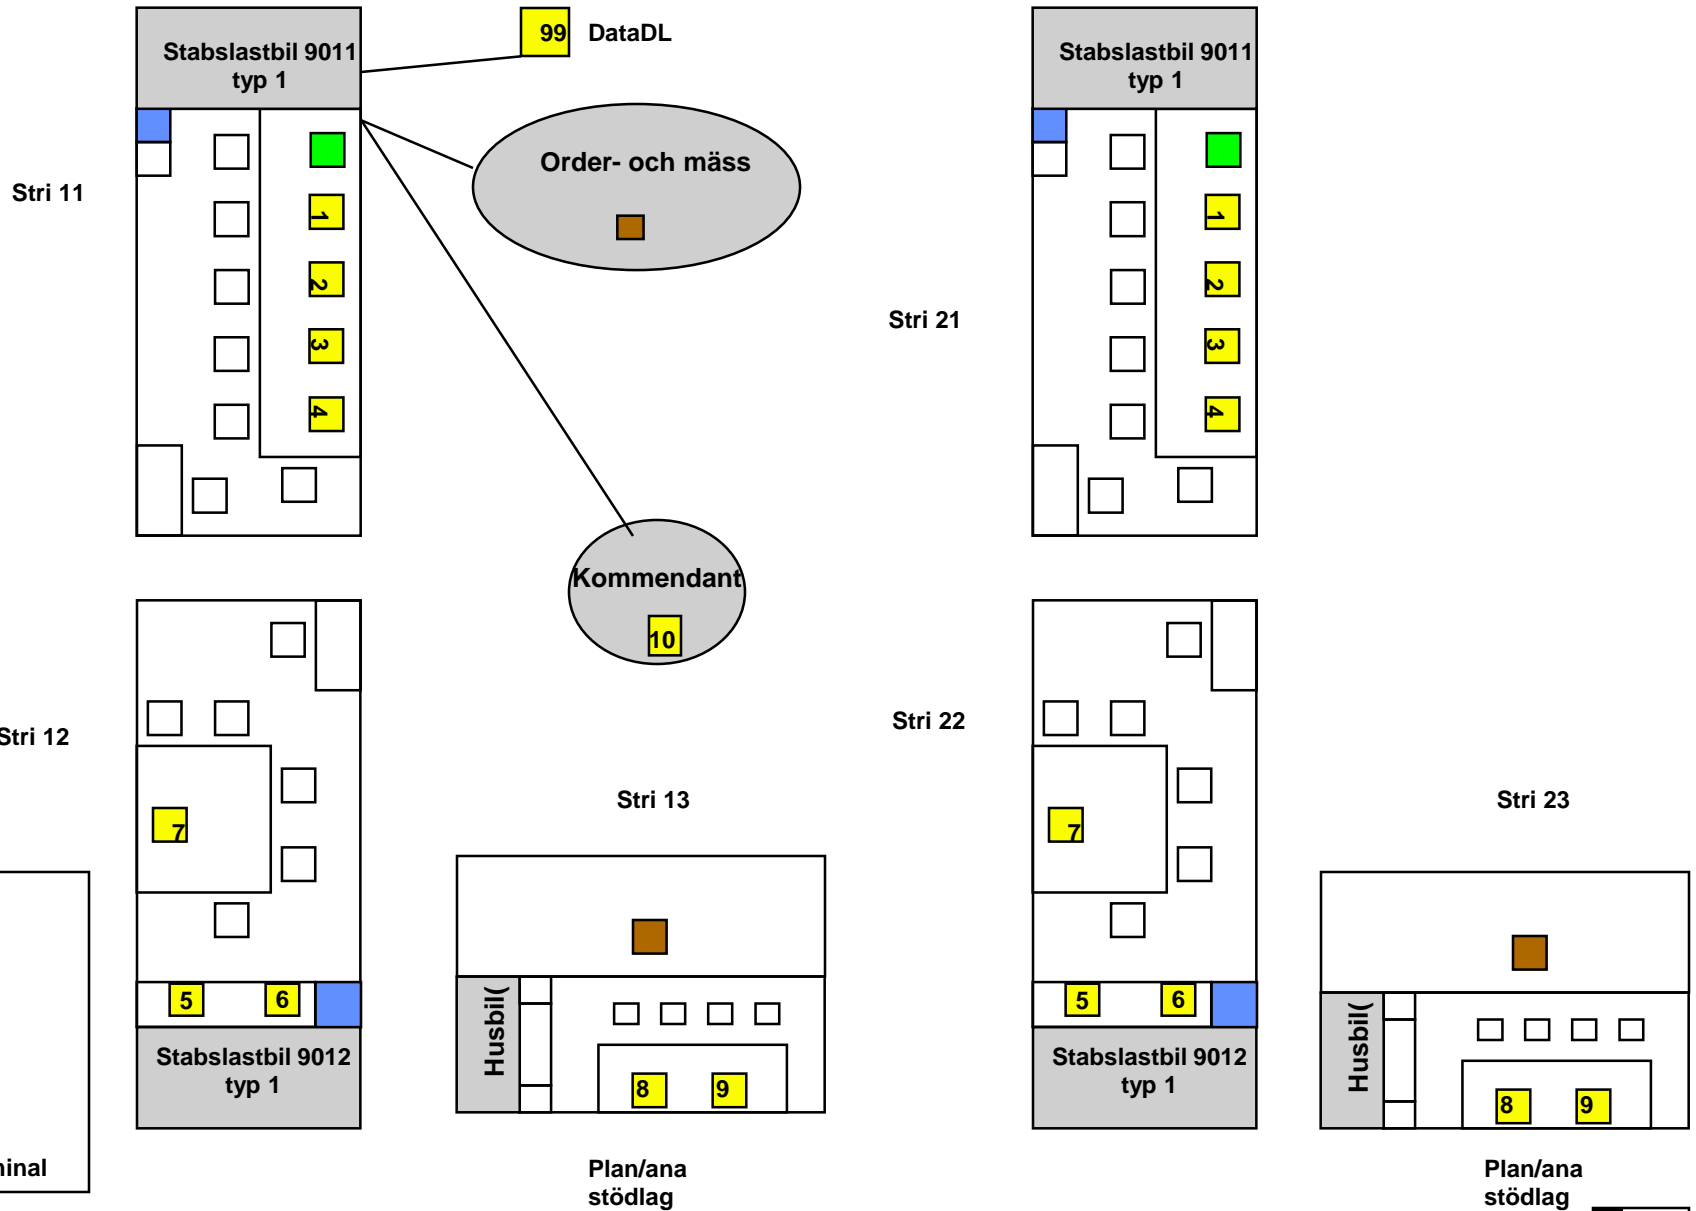 Stabslastbil 9011
typ 1
99 DataDL
Order- och mäss
Stri 11
1
2
3
4
Kommendant
10
Stri 12
7
5 6
Stabslastbil 9012
typ 1
Stri 13
Husbil(
8 9
Plan/ana
stödlag
Stabslastbil 9011
typ 1
Stri 21
1
2
3
4
Stri 22
7
5 6
Stabslastbil 9012
typ 1
Stri 23
Husbil(
8 9
Plan/ana
stödlag